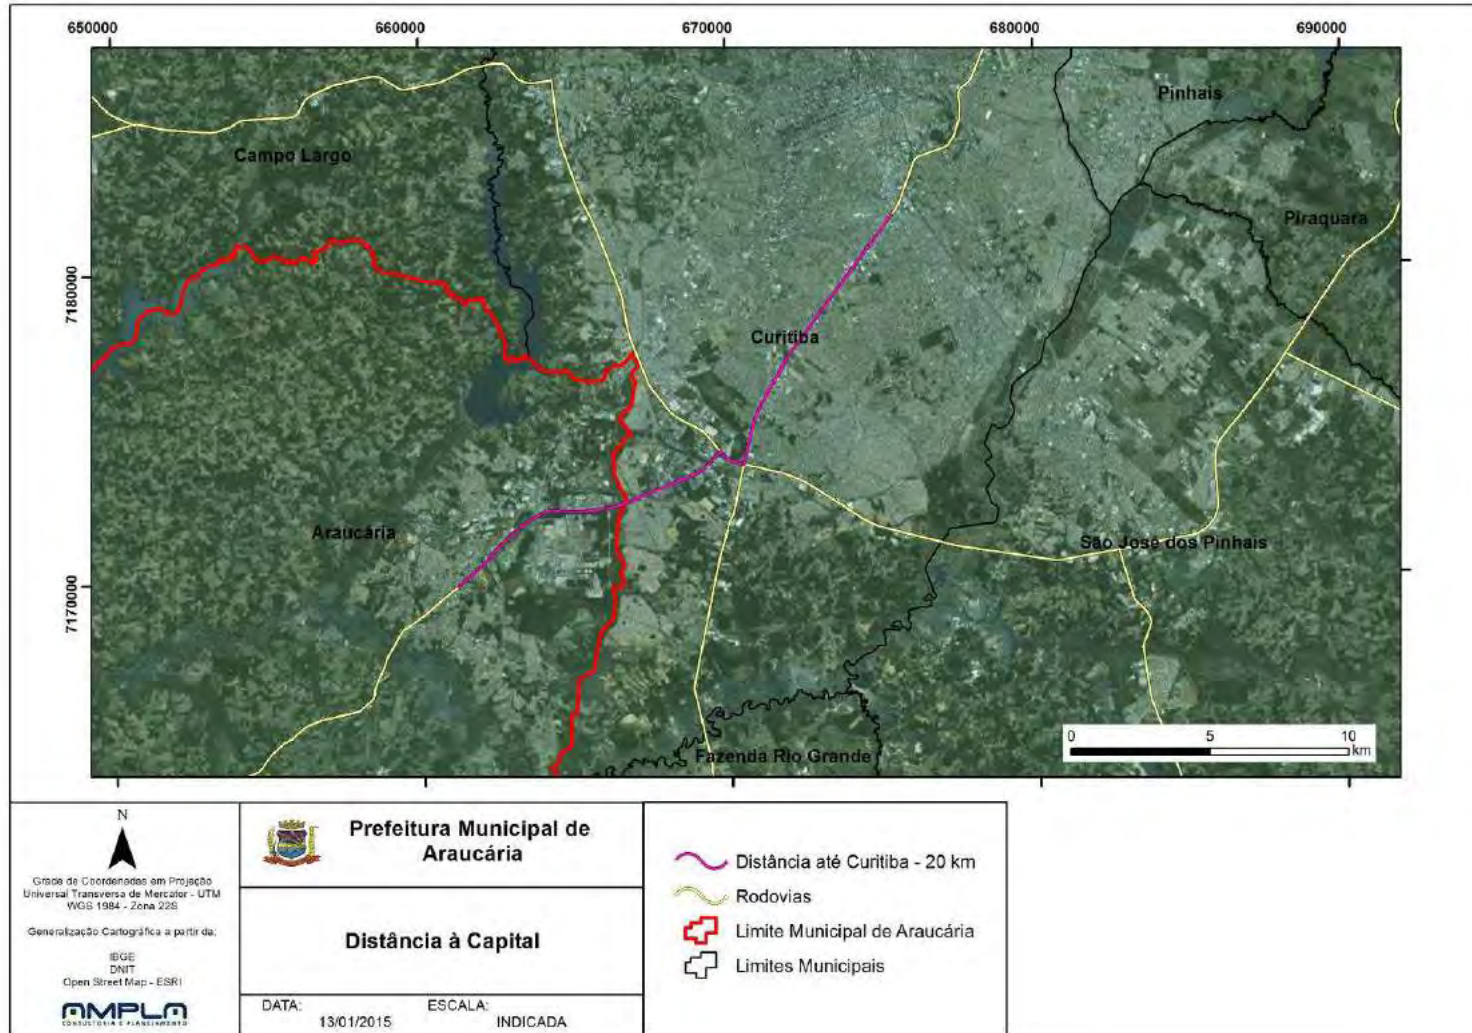 650000
660000
670000
680000
690000
Pinhais
Campo Largo
Piraquara
7180000
Curitiba
Araucária
São José dos Pinhais
7170000
0 5 10
km
Fazenda Rio Grande
N
Grade de Coordenadas em Projeção
Universal Transversa de Mercator - UTM
WGS 1984 - Zona 22S
Generalização Cartográfica a partir da:
IBGE
DNIT
Open Street Map - ESRI
AMPLA
CONSULTORIA E PLANEJAMENTO
Prefeitura Municipal de
Araucária
Distância à Capital
DATA:
13/01/2015
ESCALA:
INDICADA
Distância até Curitiba - 20 km
Rodovias
Limite Municipal de Araucária
Limites Municipais